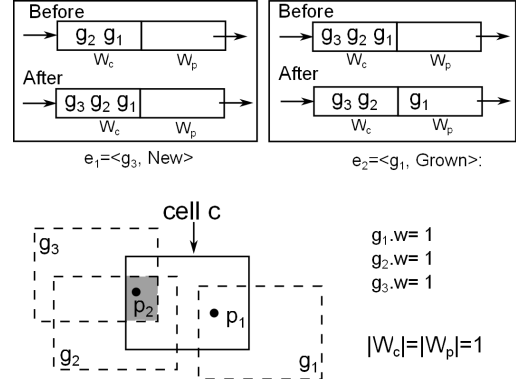 Before
g2 g1
Wc Wp
After
g3 g2 g1
Wc Wp
e1=<g3, New>
Before
g3 g2 g1
Wc Wp
After
g3 g2 g1
Wc Wp
e2=<g1, Grown>:
cell c
g3
p2
p1
g2
g1
g1.w= 1
g2.w= 1
g3.w= 1
|Wc|=|Wp|=1